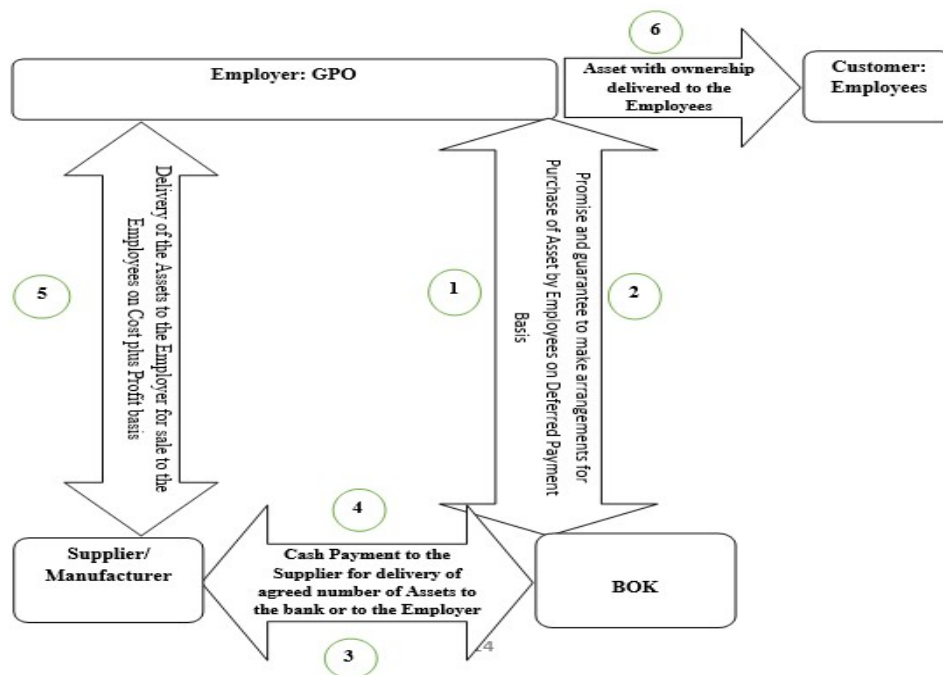 6
Employer: GPO
Asset with ownership
delivered to the
Employees
Customer:
Employees
Delivery of the Assets to the Employer for sale to the
Employees on Cost plus Profit basis
5
1
Promise and guarantee to make arrangements for
Purchase of Asset by Employees on Deferred Payment
Basis
2
4
Supplier/
Manufacturer
Cash Payment to the
Supplier for delivery of
agreed number of Assets to
the bank or to the Employer
BOK
3